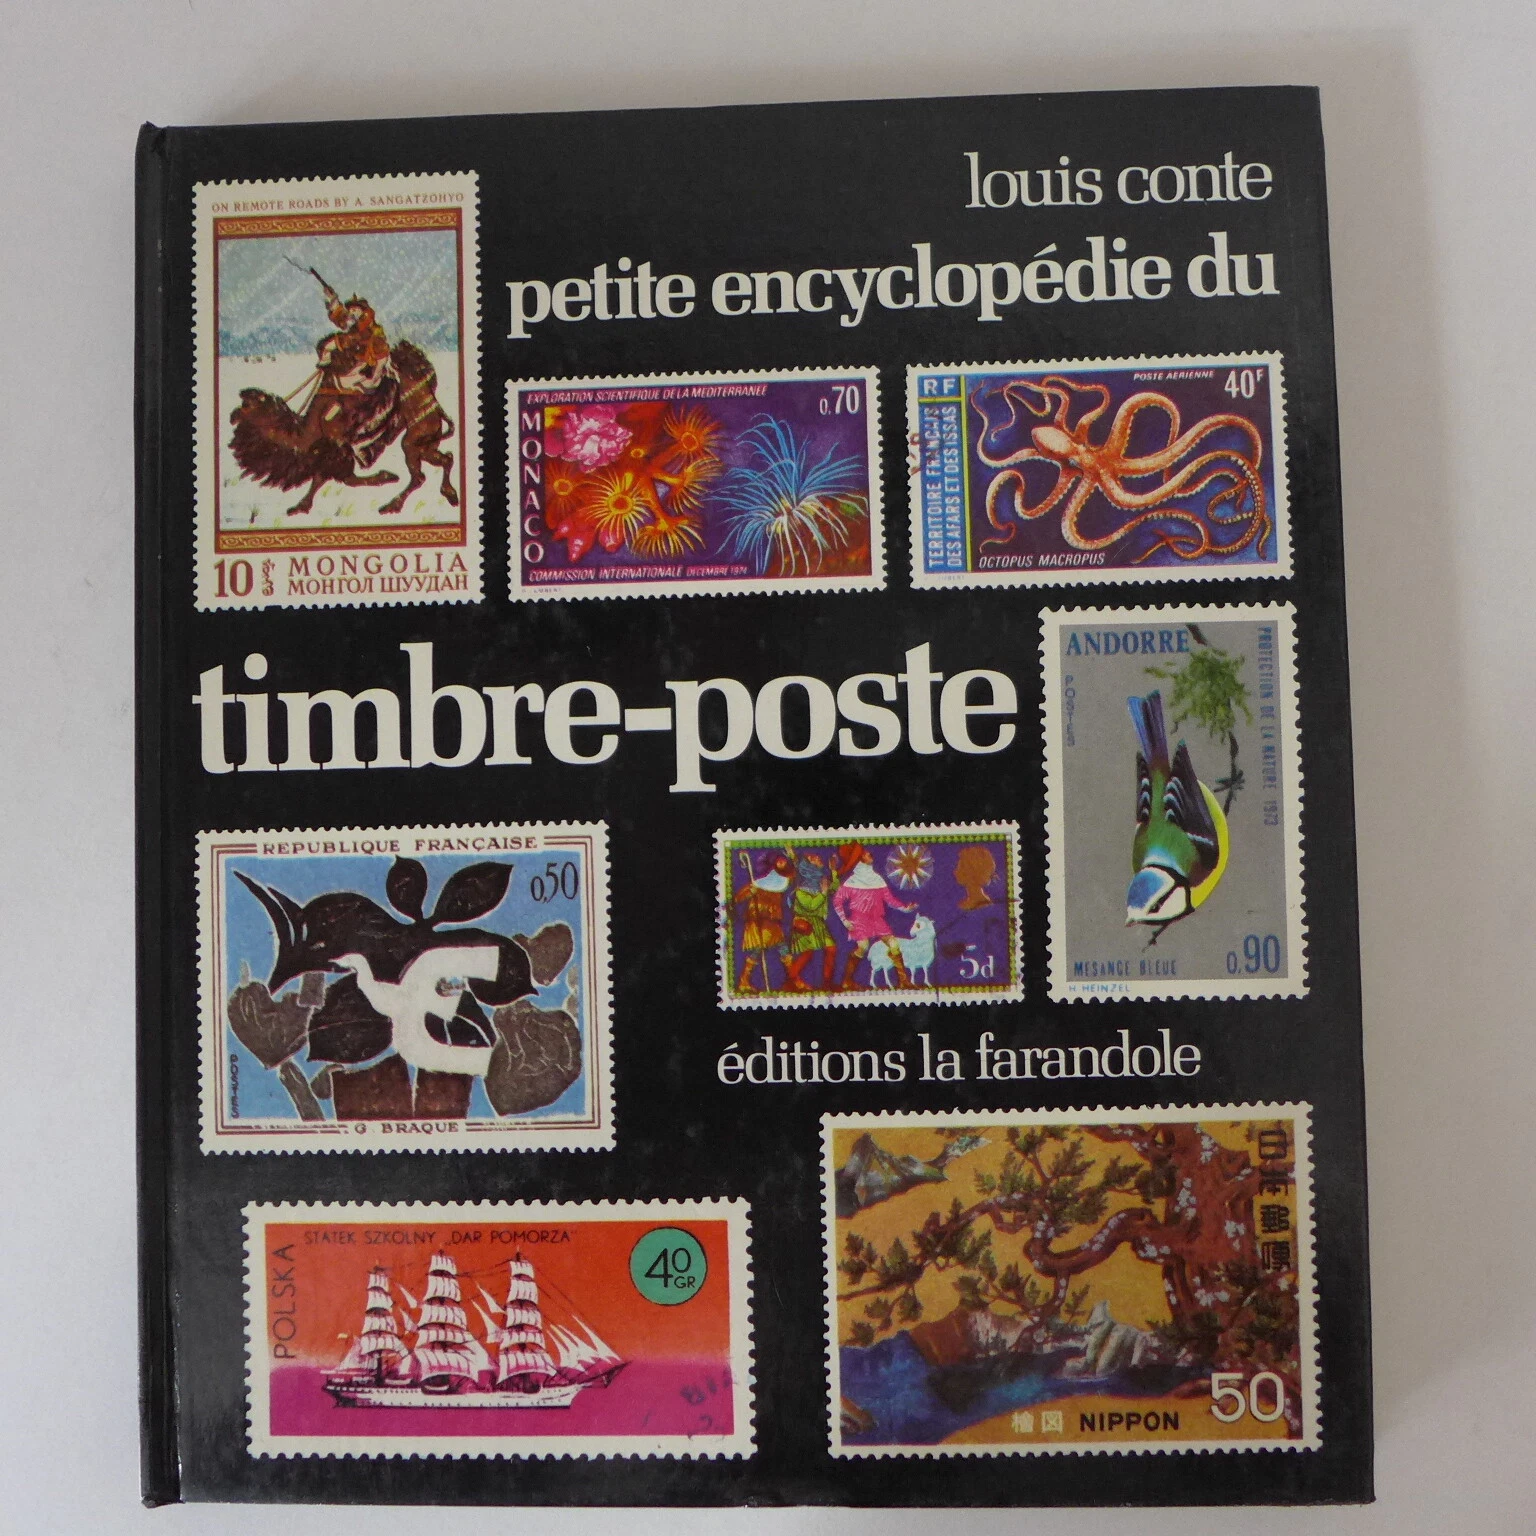 louis conte
petite encyclopédie du
timbre-poste
éditions la farandole
ON REMOTE ROADS BY A. SANGATZOHYO
10
MONGOLIA
МОНГОЛ ШУУДАН
EXPLORATION SCIENTIFIQUE DE LA MEDITERRANEE
0.70
MONACO
COMMISSION INTERNATIONALE DECEMBRE 1974
RF
POSTE AERIENNE
40F
TERRITOIRE FRANÇAIS
DES AFARS ET DES ISSAS
OCTOPUS MACROPUS
ANDORRE
POSTES
PROTECTION DE LA NATURE 1973
MESANGE BLEUE
0,90
H. HEINZEL
REPUBLIQUE FRANÇAISE
0,50
G. BRAQUE
5d
STATEK SZKOLNY „DAR POMORZA"
POLSKA
40
GR
日本郵便
檜図 NIPPON 50